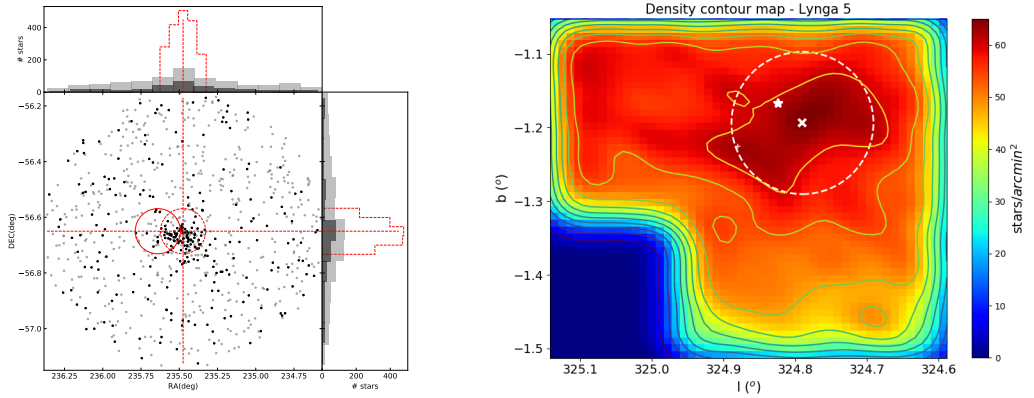 400
200
0
# stars
−56.2
−56.4
−56.6
−56.8
−57.0
DEC(deg)
236.25 236.00 235.75 235.50 235.25 235.00 234.75
RA(deg)
0 200 400
# stars
Density contour map - Lynga 5
−1.1
−1.2
−1.3
−1.4
−1.5
b (°)
325.1 325.0 324.9 324.8 324.7 324.6
l (°)
60
50
40
30
20
10
0
stars/arcmin²